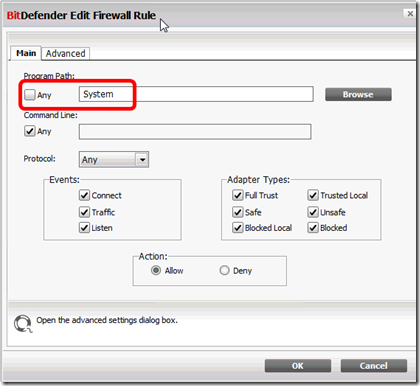 BitDefender Edit Firewall Rule
Main Advanced
Program Path:
Any System Browse
Command Line:
Any
Protocol: Any
Events: Adapter Types:
Connect Full Trust Trusted Local
Traffic Safe Unsafe
Listen Blocked Local Blocked
Action:
Allow Deny
Open the advanced settings dialog box.
OK Cancel